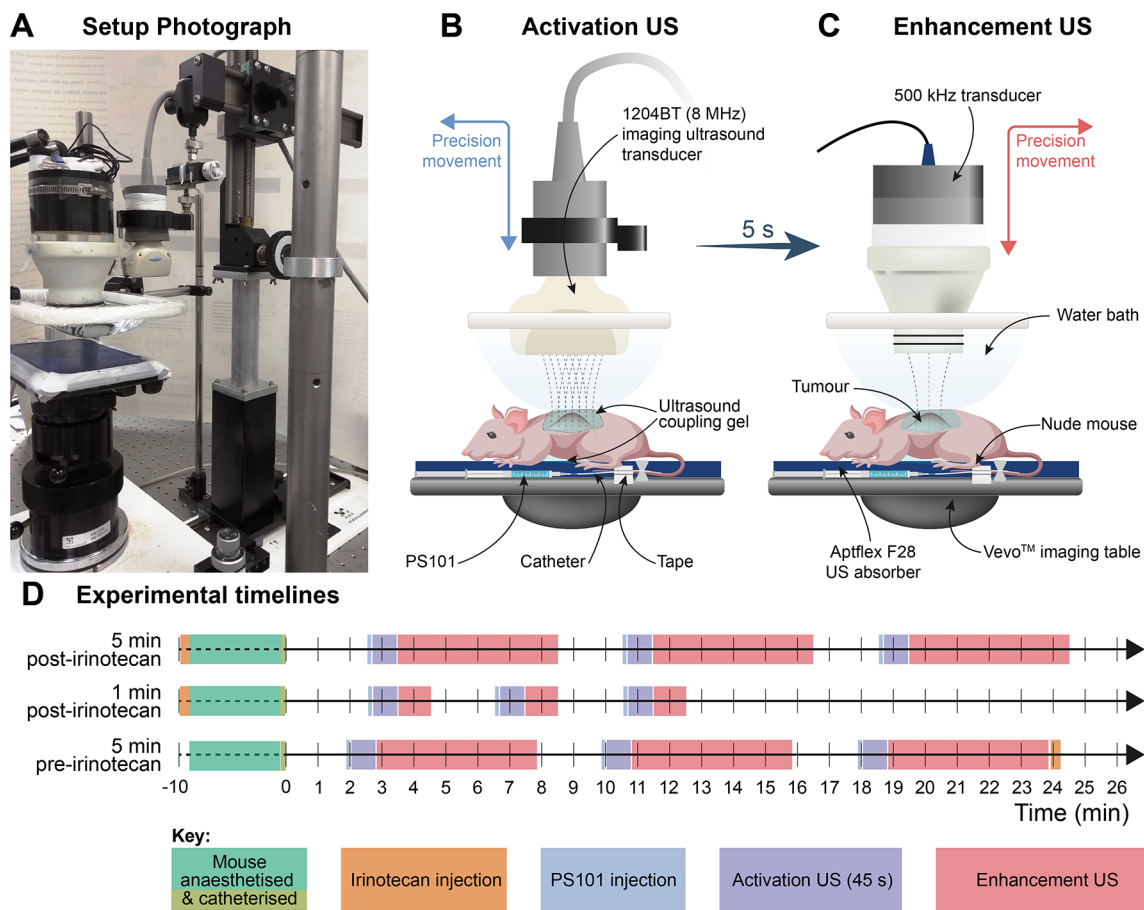 A Setup Photograph
B Activation US
C Enhancement US
1204BT (8 MHz)
imaging ultrasound
transducer
Precision
movement
5 s
500 kHz transducer
Precision
movement
Water bath
Tumour
Ultrasound
coupling gel
Nude mouse
PS101
Catheter
Tape
Aptflex F28
US absorber
Vevo™ imaging table
D Experimental timelines
5 min
post-irinotecan
1 min
post-irinotecan
5 min
pre-irinotecan
-10 0 1 2 3 4 5 6 7 8 9 10 11 12 13 14 15 16 17 18 19 20 21 22 23 24 25 26
Time (min)
Key:
Mouse
anaesthetised
& catheterised
Irinotecan injection
PS101 injection
Activation US (45 s)
Enhancement US